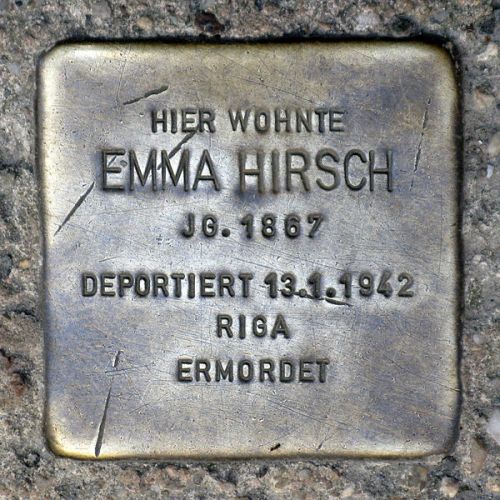 HIER WOHNTE
EMMA HIRSCH
JG. 1867
DEPORTIERT 13.1.1942
RIGA
ERMORDET